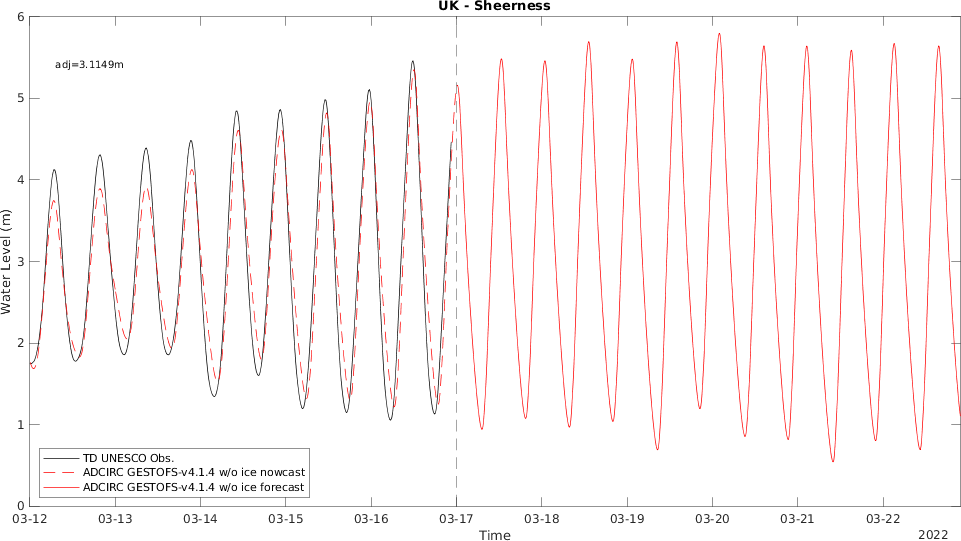 UK - Sheerness
adj=3.1149m
6
5
4
3
2
1
0
Water Level (m)
TD UNESCO Obs.
ADCIRC GESTOFS-v4.1.4 w/o ice nowcast
ADCIRC GESTOFS-v4.1.4 w/o ice forecast
03-12 03-13 03-14 03-15 03-16 03-17 03-18 03-19 03-20 03-21 03-22
Time
2022